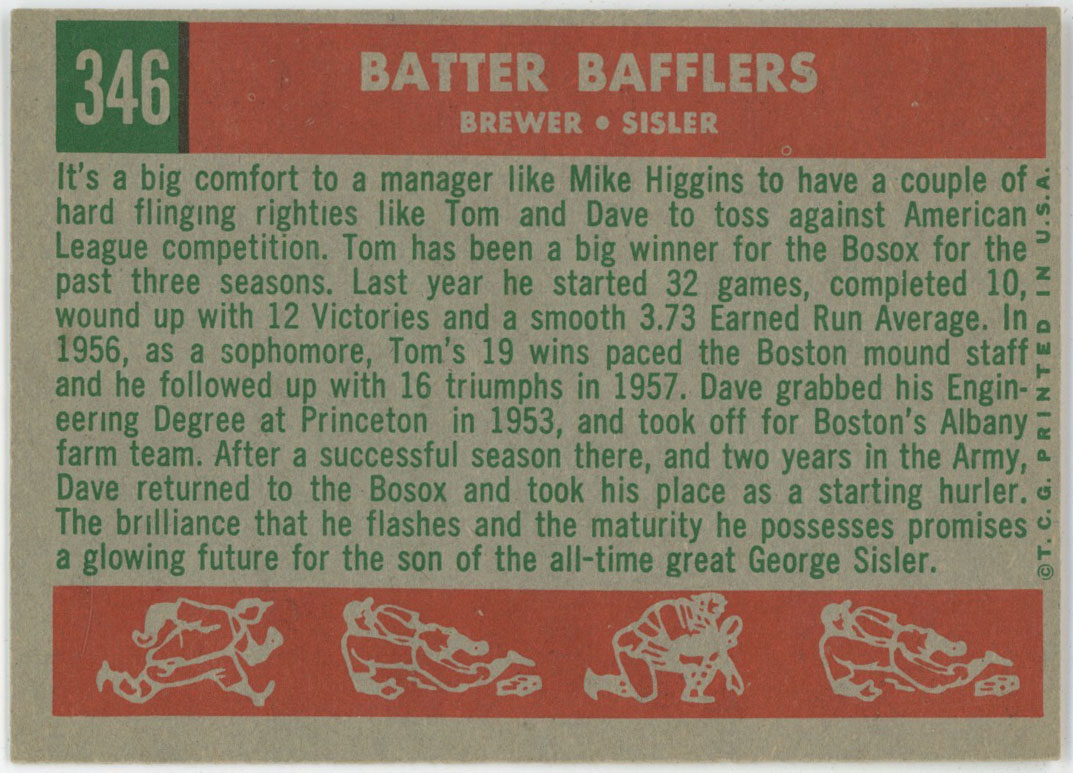 346
BATTER BAFFLERS
BREWER • SISLER
It's a big comfort to a manager like Mike Higgins to have a couple of
hard flinging righties like Tom and Dave to toss against American
League competition. Tom has been a big winner for the Bosox for the
past three seasons. Last year he started 32 games, completed 10,
wound up with 12 Victories and a smooth 3.73 Earned Run Average. In
1956, as a sophomore, Tom's 19 wins paced the Boston mound staff
and he followed up with 16 triumphs in 1957. Dave grabbed his Engin-
eering Degree at Princeton in 1953, and took off for Boston's Albany
farm team. After a successful season there, and two years in the Army,
Dave returned to the Bosox and took his place as a starting hurler.
The brilliance that he flashes and the maturity he possesses promises
a glowing future for the son of the all-time great George Sisler.
©T. C. G. PRINTED IN U.S.A.